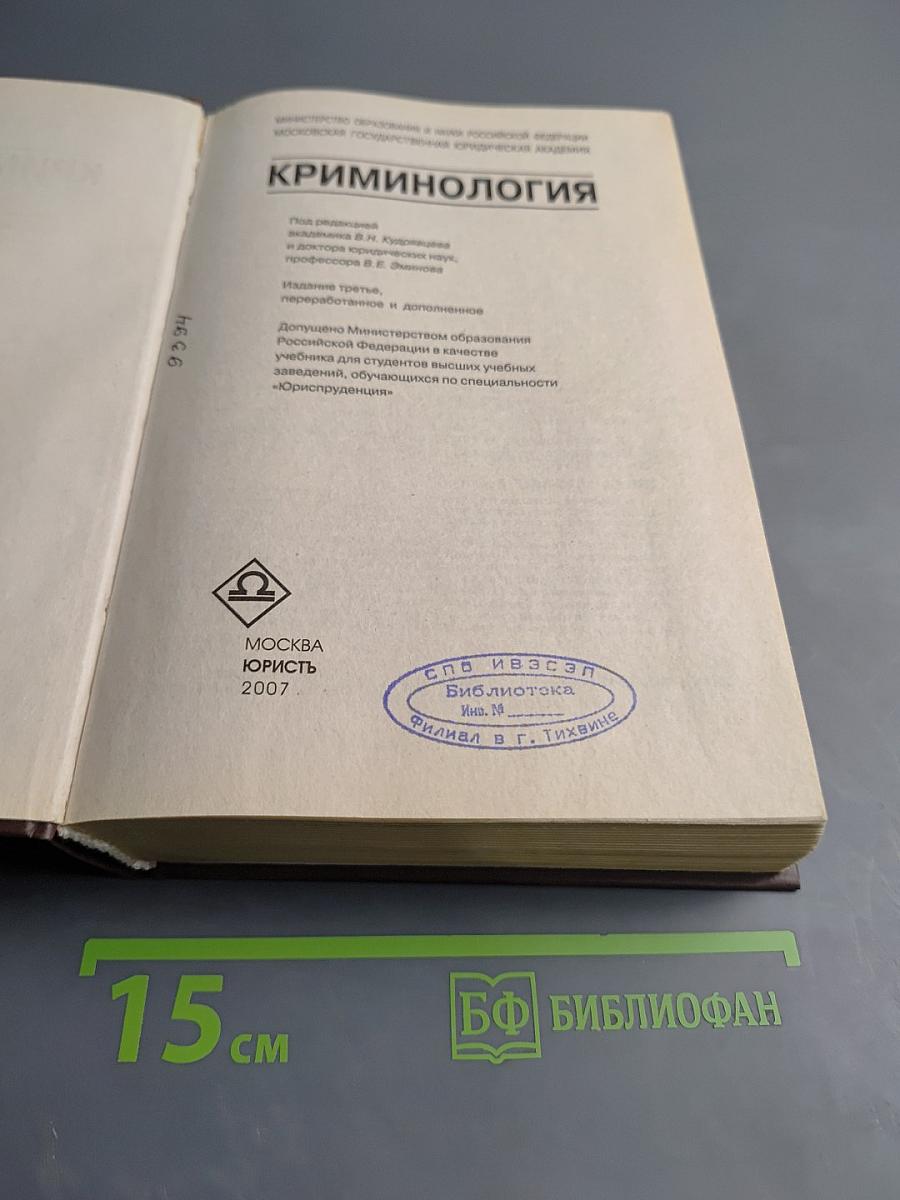 МИНИСТЕРСТВО ОБРАЗОВАНИЯ И НАУКИ РОССИЙСКОЙ ФЕДЕРАЦИИ
МОСКОВСКАЯ ГОСУДАРСТВЕННАЯ ЮРИДИЧЕСКАЯ АКАДЕМИЯ
КРИМИНОЛОГИЯ
Под редакцией
академика В.Н. Кудрявцева
и доктора юридических наук,
профессора В.Е. Эминова
Издание третье,
переработанное и дополненное
Допущено Министерством образования
Российской Федерации в качестве
учебника для студентов высших учебных
заведений, обучающихся по специальности
«Юриспруденция»
9394
МОСКВА
ЮРИСТЪ
2007
СПб ИВЭСЭП
Библиотека
Инв. №
Филиал в г. Тихвине
15 см
БФ БИБЛИОФАН